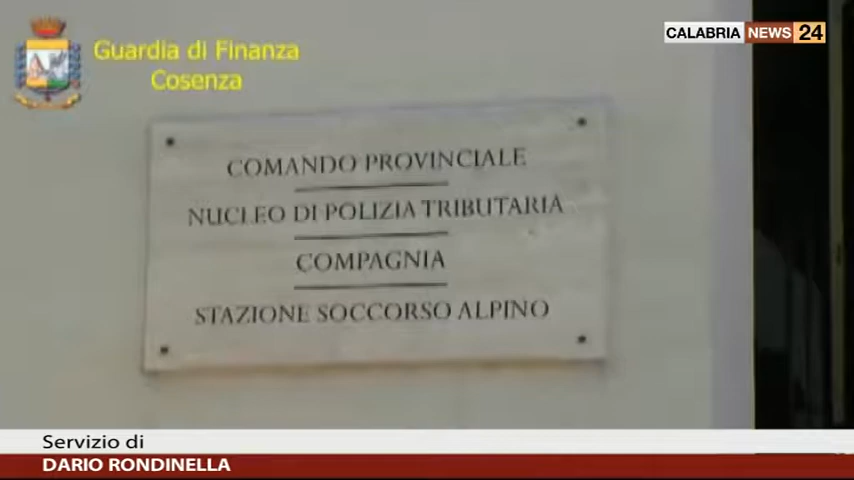 Guardia di Finanza
Cosenza
CALABRIA NEWS 24
COMANDO PROVINCIALE
NUCLEO DI POLIZIA TRIBUTARIA
COMPAGNIA
STAZIONE SOCCORSO ALPINO
Servizio di
DARIO RONDINELLA